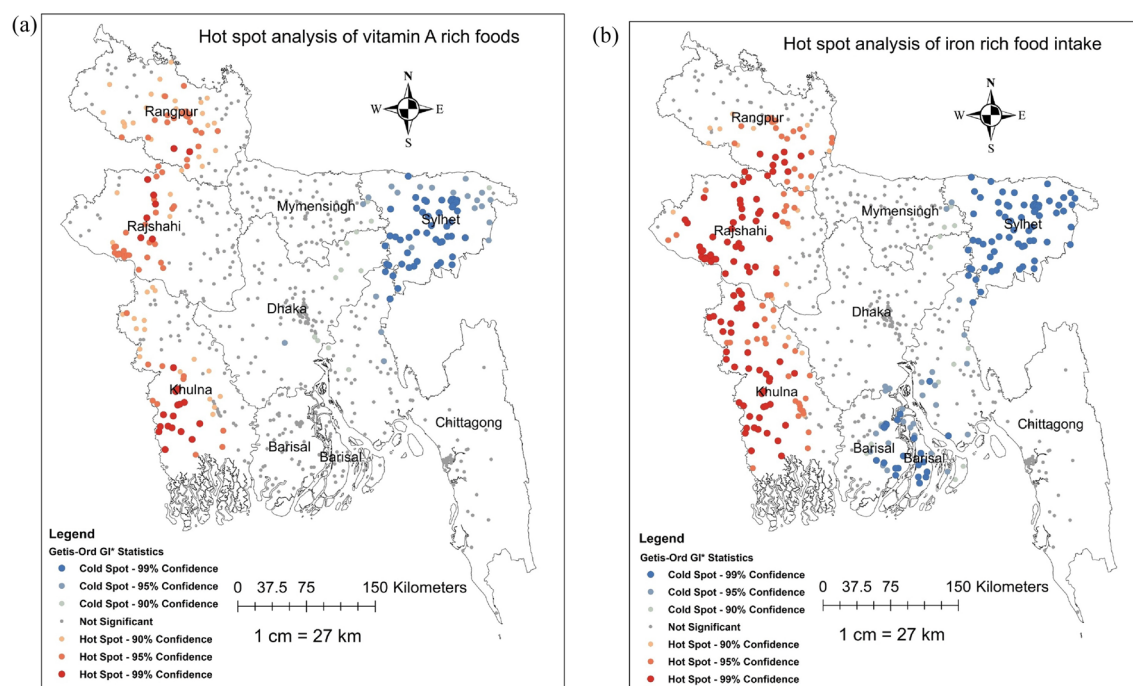 (a)
Hot spot analysis of vitamin A rich foods
N
W E
S
Rangpur
Rajshahi
Mymensingh
Sylhet
Dhaka
Khulna
Barisal
Barisal
Chittagong
Legend
Getis-Ord GI* Statistics
Cold Spot - 99% Confidence
Cold Spot - 95% Confidence
Cold Spot - 90% Confidence
Not Significant
Hot Spot - 90% Confidence
Hot Spot - 95% Confidence
Hot Spot - 99% Confidence
0 37.5 75 150 Kilometers
1 cm = 27 km
(b)
Hot spot analysis of iron rich food intake
N
W E
S
Rangpur
Rajshahi
Mymensingh
Sylhet
Dhaka
Khulna
Barisal
Barisal
Chittagong
Legend
Getis-Ord GI* Statistics
Cold Spot - 99% Confidence
Cold Spot - 95% Confidence
Cold Spot - 90% Confidence
Not Significant
Hot Spot - 90% Confidence
Hot Spot - 95% Confidence
Hot Spot - 99% Confidence
0 37.5 75 150 Kilometers
1 cm = 27 km